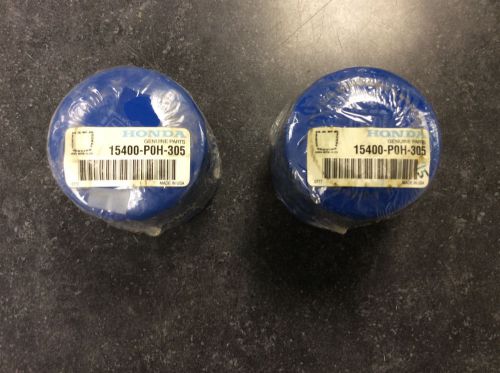 HONDA
GENUINE PARTS
15400-P0H-305
MADE IN USA
HONDA
GENUINE PARTS
15400-P0H-305
MADE IN USA